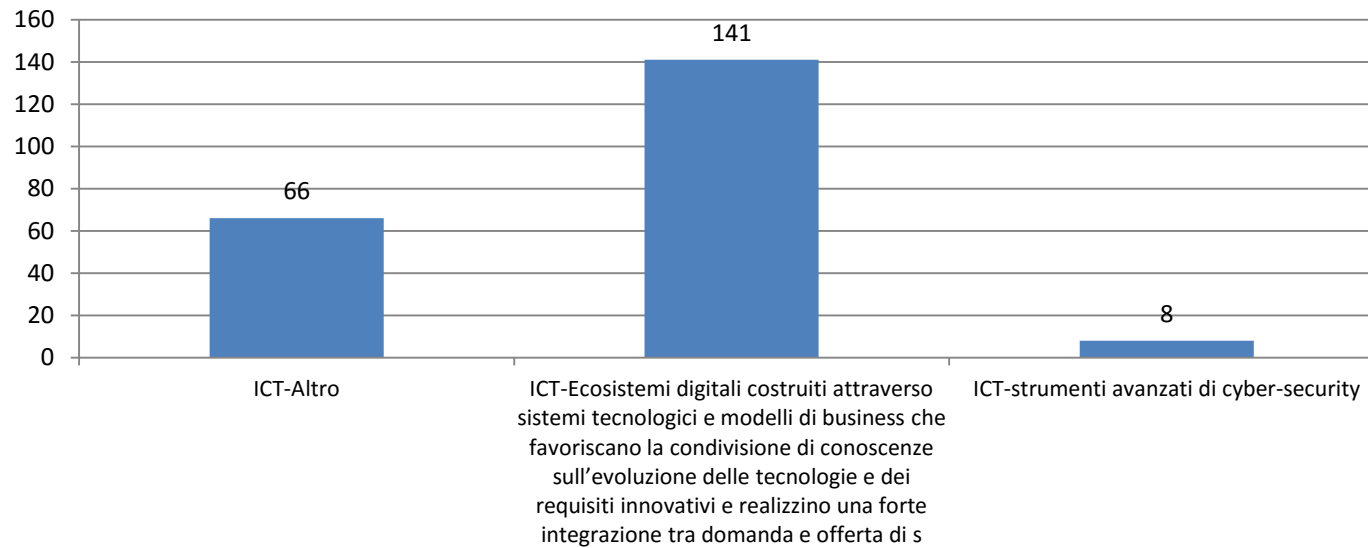 160
140
120
100
80
60
40
20
0
66
141
8
ICT-Altro
ICT-Ecosistemi digitali costruiti attraverso
sistemi tecnologici e modelli di business che
favoriscano la condivisione di conoscenze
sull’evoluzione delle tecnologie e dei
requisiti innovativi e realizzino una forte
integrazione tra domanda e offerta di s
ICT-strumenti avanzati di cyber-security